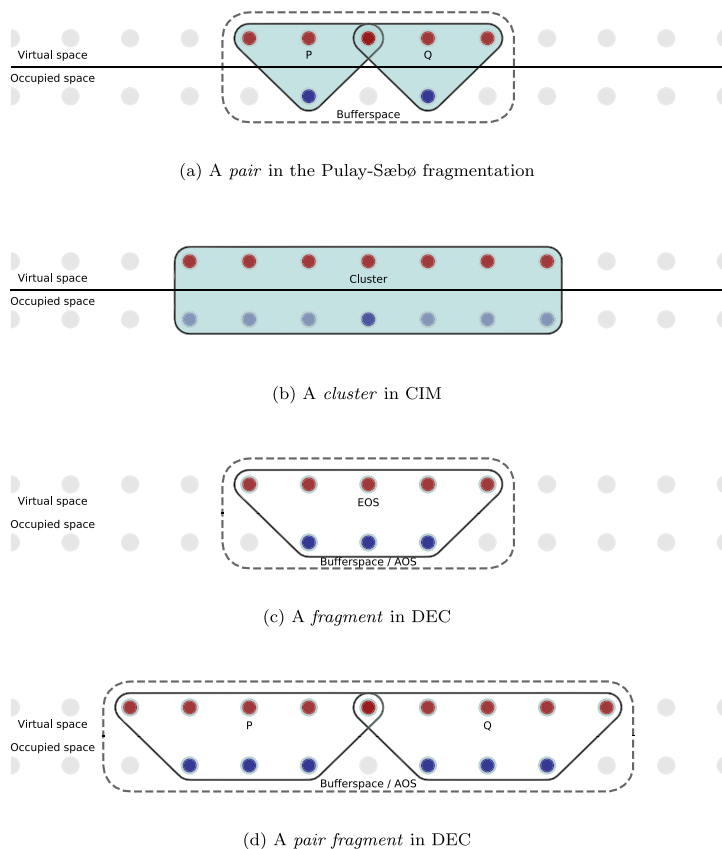 Virtual space
P
Q
Occupied space
Bufferspace
(a) A pair in the Pulay-Sæbø fragmentation
Virtual space
Cluster
Occupied space
(b) A cluster in CIM
Virtual space
EOS
Occupied space
Bufferspace / AOS
(c) A fragment in DEC
Virtual space
P
Q
Occupied space
Bufferspace / AOS
(d) A pair fragment in DEC